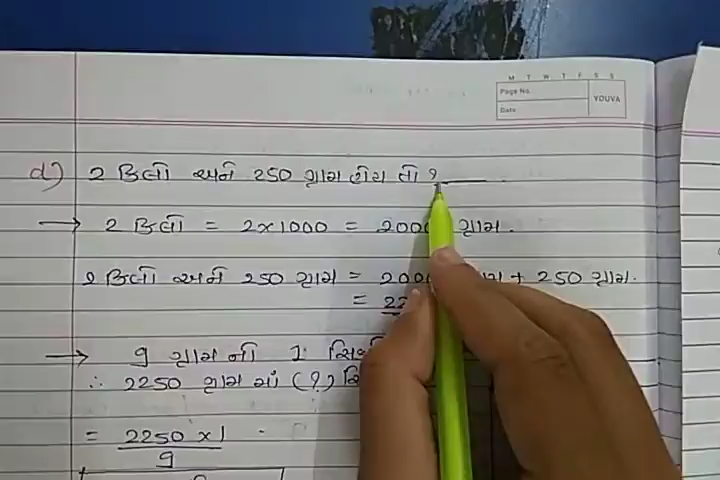 M T W T F S S
Page No.
Date
YOUVA
d) 2 કિલો અને 250 ગ્રામ હોય તો ?
→ 2 કિલો = 2×1000 = 2000 ગ્રામ.
2 કિલો અને 250 ગ્રામ = 2000 ગ્રામ + 250 ગ્રામ.
= 22
→ 9 ગ્રામ ની 1
∴ 2250 ગ્રામ માં (?)
= 2250 × 1
9